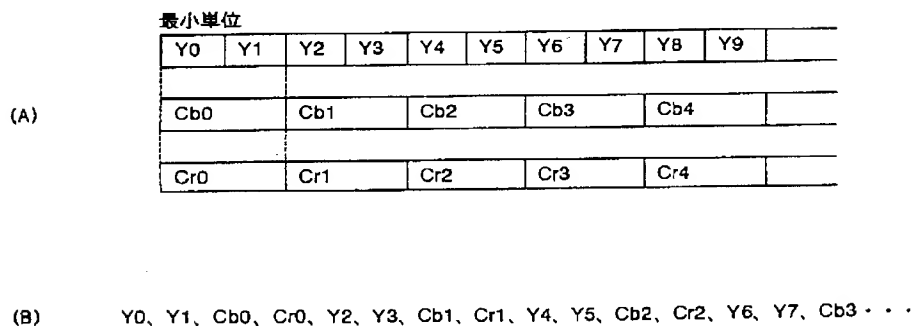 最小単位
Y0 Y1 Y2 Y3 Y4 Y5 Y6 Y7 Y8 Y9
(A)
Cb0 Cb1 Cb2 Cb3 Cb4
Cr0 Cr1 Cr2 Cr3 Cr4
(B) Y0、Y1、Cb0、Cr0、Y2、Y3、Cb1、Cr1、Y4、Y5、Cb2、Cr2、Y6、Y7、Cb3・・・